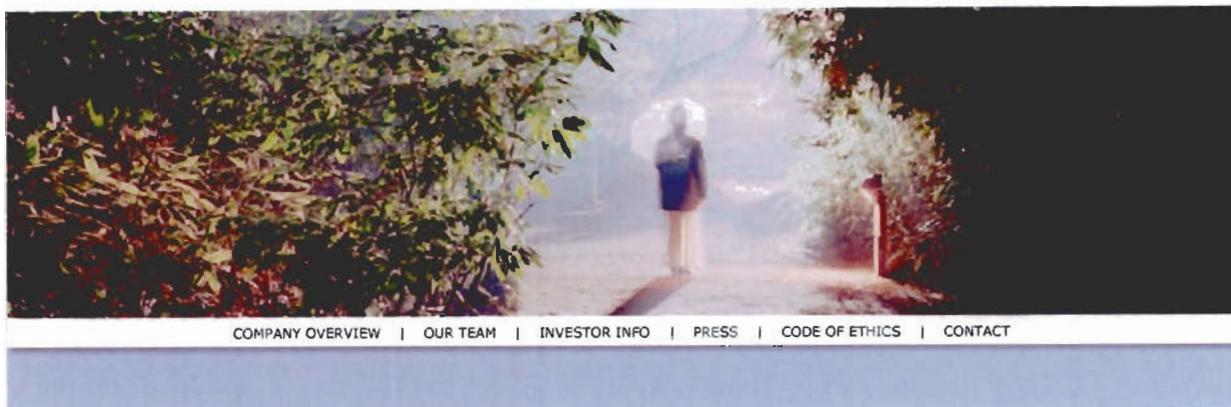 COMPANY OVERVIEW | OUR TEAM | INVESTOR INFO | PRESS | CODE OF ETHICS | CONTACT